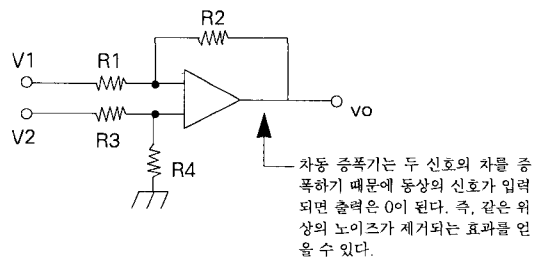 R2
V1
R1
V2
R3
vo
R4
차동 증폭기는 두 신호의 차를 증
폭하기 때문에 동상의 신호가 입력
되면 출력은 0이 된다. 즉, 같은 위
상의 노이즈가 제거되는 효과를 얻
을 수 있다.